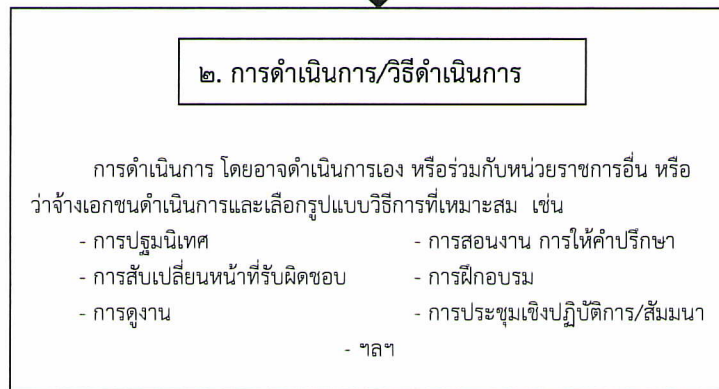 ๒. การดำเนินการ/วิธีดำเนินการ
การดำเนินการ โดยอาจดำเนินการเอง หรือร่วมกับหน่วยราชการอื่น หรือ
ว่าจ้างเอกชนดำเนินการและเลือกรูปแบบวิธีการที่เหมาะสม เช่น
- การปฐมนิเทศ - การสอนงาน การให้คำปรึกษา
- การสับเปลี่ยนหน้าที่รับผิดชอบ - การฝึกอบรม
- การดูงาน - การประชุมเชิงปฏิบัติการ/สัมมนา
- ฯลฯ